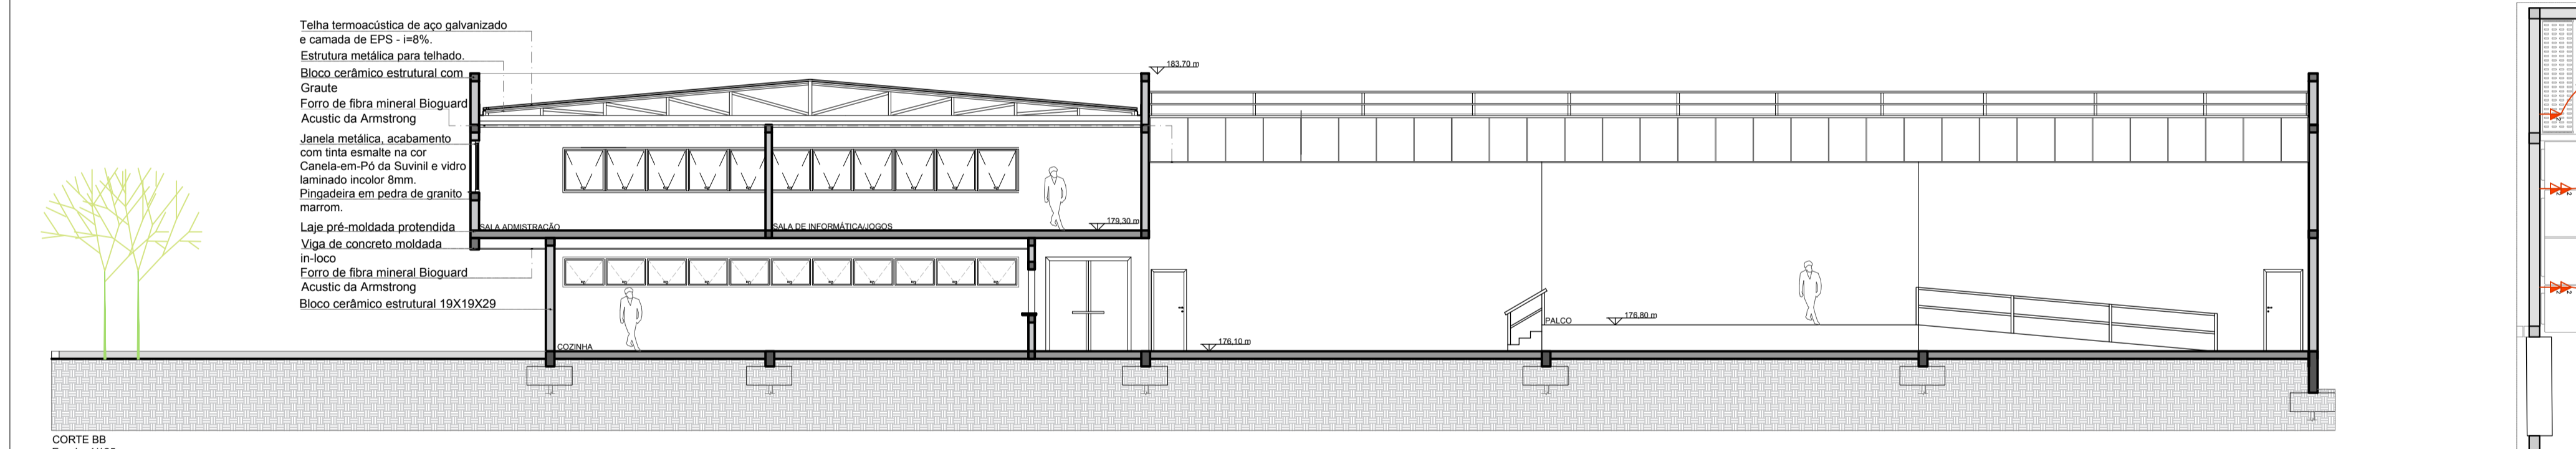 Telha termoacústica de aço galvanizado
e camada de EPS - i=8%.
Estrutura metálica para telhado.
Bloco cerâmico estrutural com
Graute
Forro de fibra mineral Bioguard
Acustic da Armstrong
Janela metálica, acabamento
com tinta esmalte na cor
Canela-em-Pó da Suvinil e vidro
laminado incolor 8mm.
Pingadeira em pedra de granito
marrom.
Laje pré-moldada protendida
Viga de concreto moldada
in-loco
Forro de fibra mineral Bioguard
Acustic da Armstrong
Bloco cerâmico estrutural 19X19X29
183,70 m
SALA ADMISTRAÇÃO
SALA DE INFORMÁTICA/JOGOS
179,30 m
COZINHA
176,10 m
PALCO
176,80 m
CORTE BB